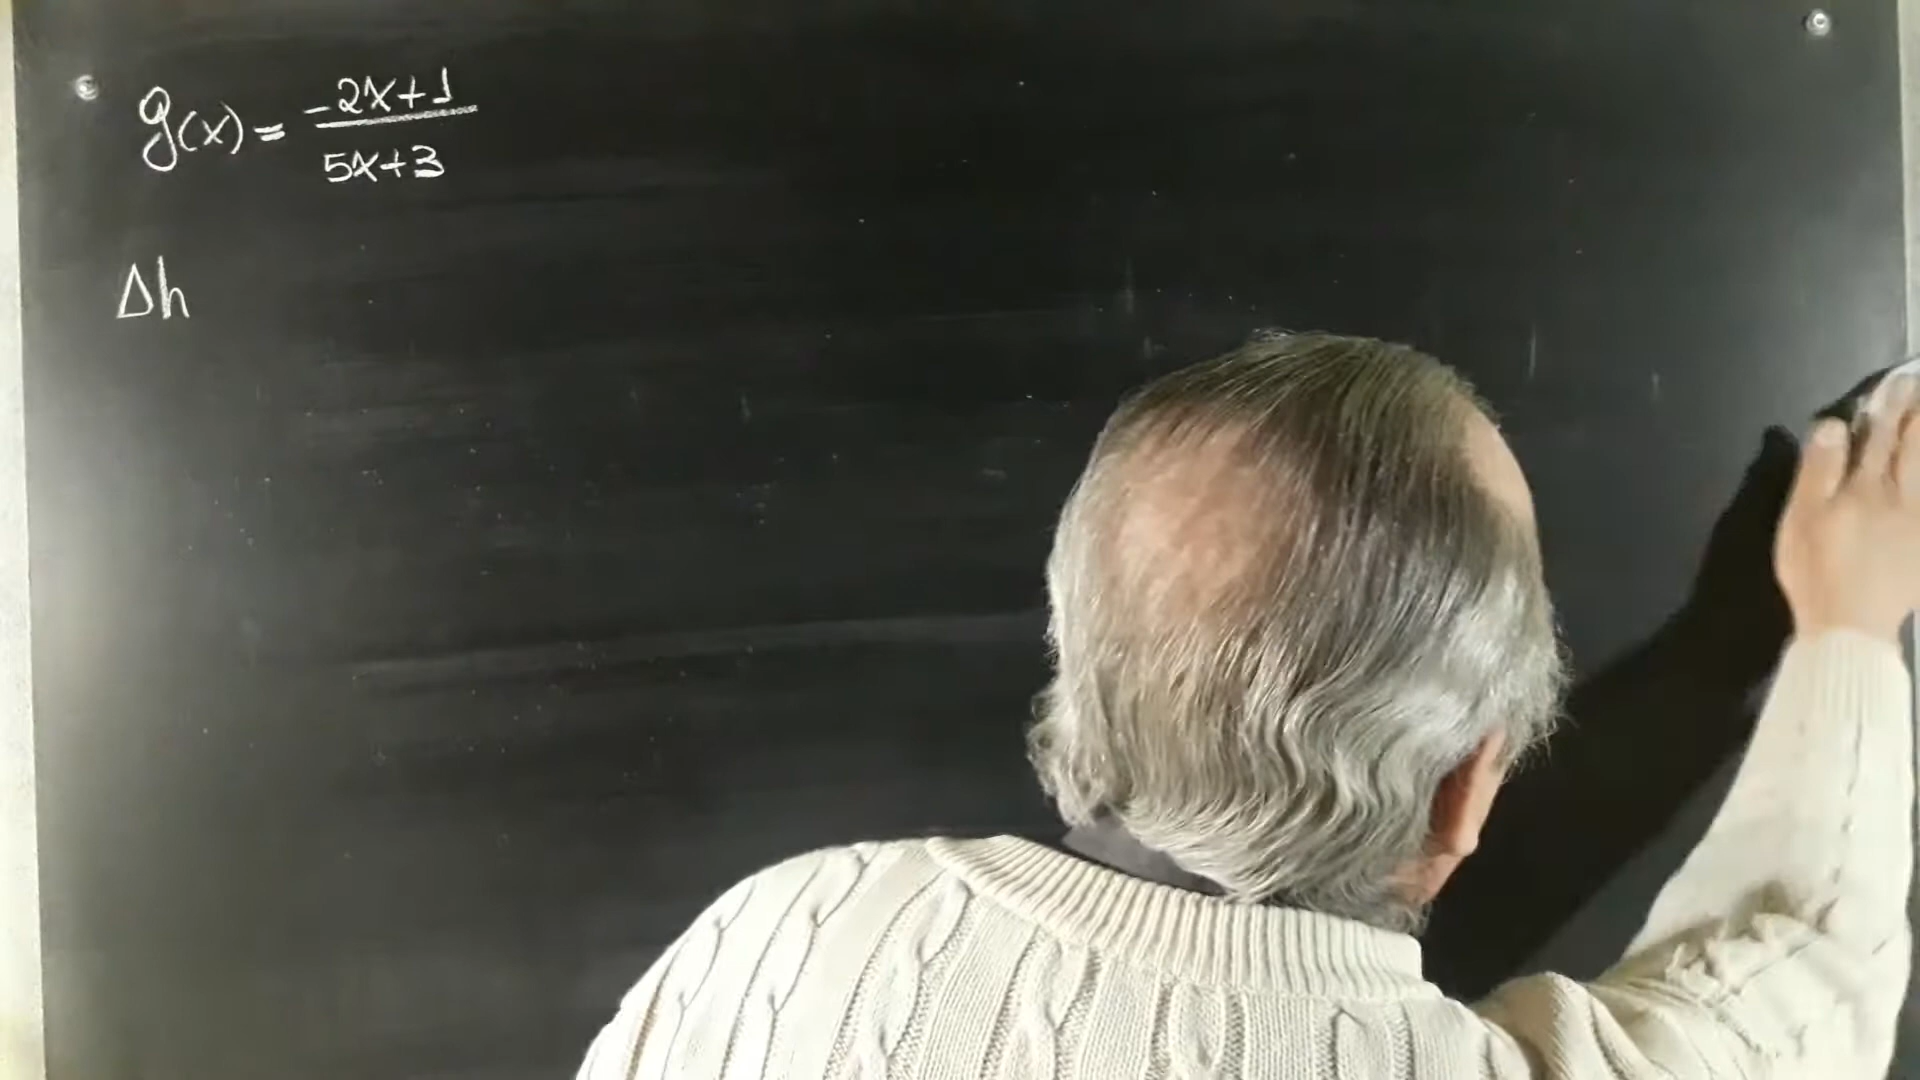 g(x) = -2x+1 / 5x+3
Δh